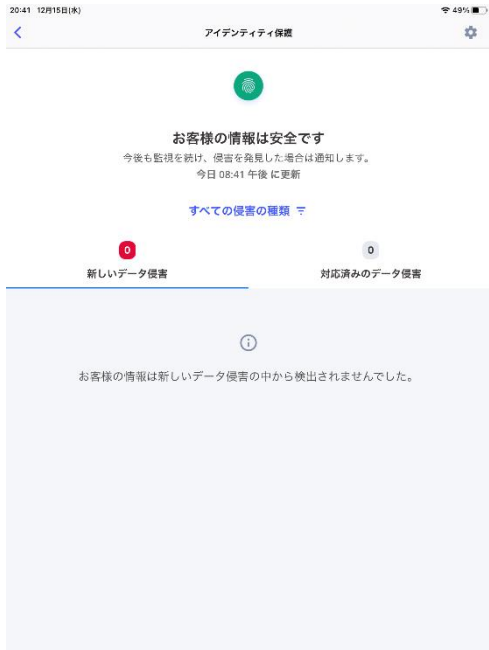 20:41 12月15日(水) 49%
アイデンティティ保護
お客様の情報は安全です
今後も監視を続け、侵害を発見した場合は通知します。
今日 08:41 午後 に更新
すべての侵害の種類
0 0
新しいデータ侵害 対応済みのデータ侵害
お客様の情報は新しいデータ侵害の中から検出されませんでした。